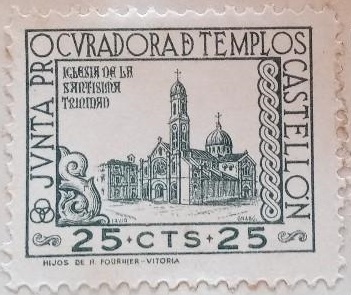 JVNTA PROCVRADORA Đ TEMPLOS CASTELLON
IGLESIA DE LA
SANTISIMA
TRINIDAD
25 · CTS · 25
HIJOS DE H. FOURNIER - VITORIA